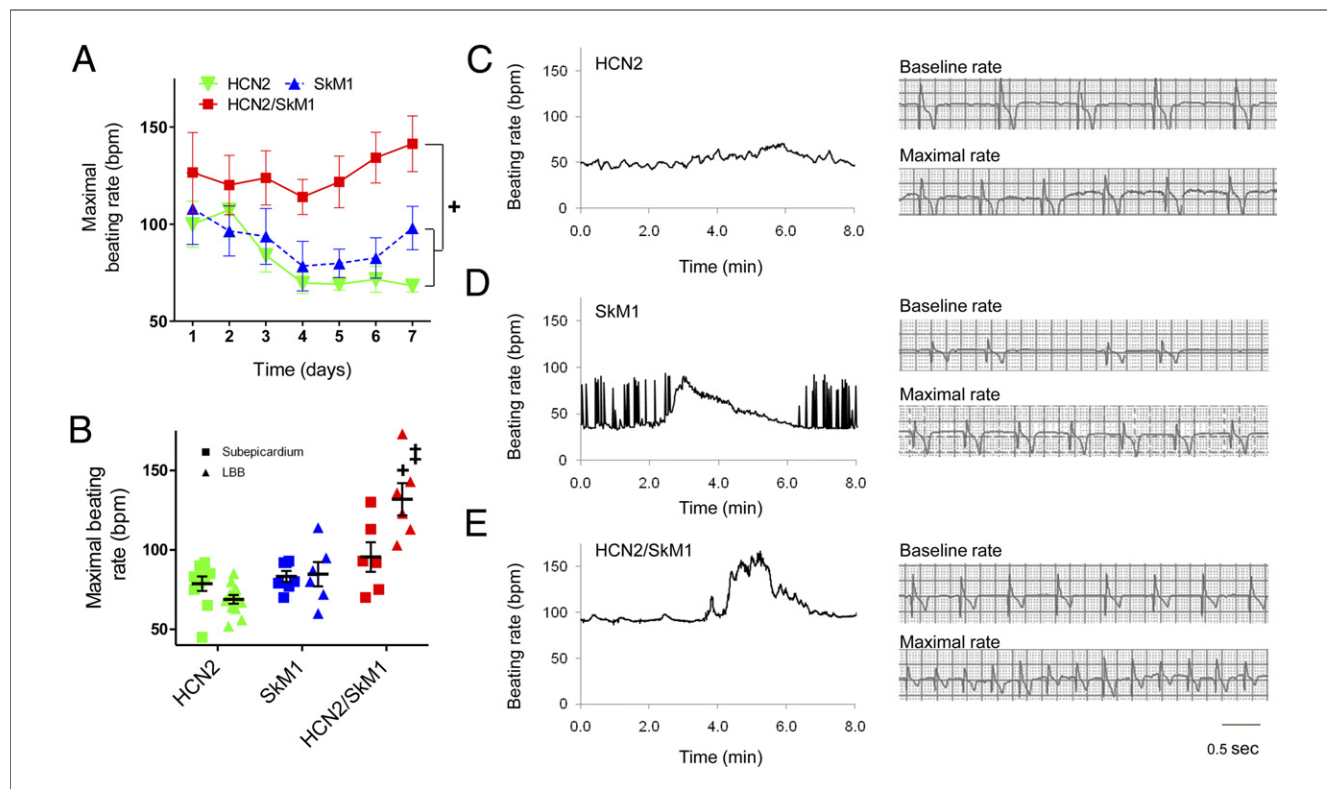 A
HCN2 SkM1
HCN2/SkM1
Maximal
beating rate (bpm)
150
100
50
1 2 3 4 5 6 7
+
Time (days)
B
Subepicardium
LBB
Maximal beating
rate (bpm)
150
100
50
+ ‡
HCN2
SkM1
HCN2/SkM1
C
HCN2
Beating rate (bpm)
150
100
50
0
0.0 2.0 4.0 6.0 8.0
Time (min)
Baseline rate
Maximal rate
D
SkM1
Beating rate (bpm)
150
100
50
0
0.0 2.0 4.0 6.0 8.0
Time (min)
Baseline rate
Maximal rate
E
HCN2/SkM1
Beating rate (bpm)
150
100
50
0
0.0 2.0 4.0 6.0 8.0
Time (min)
Baseline rate
Maximal rate
0.5 sec